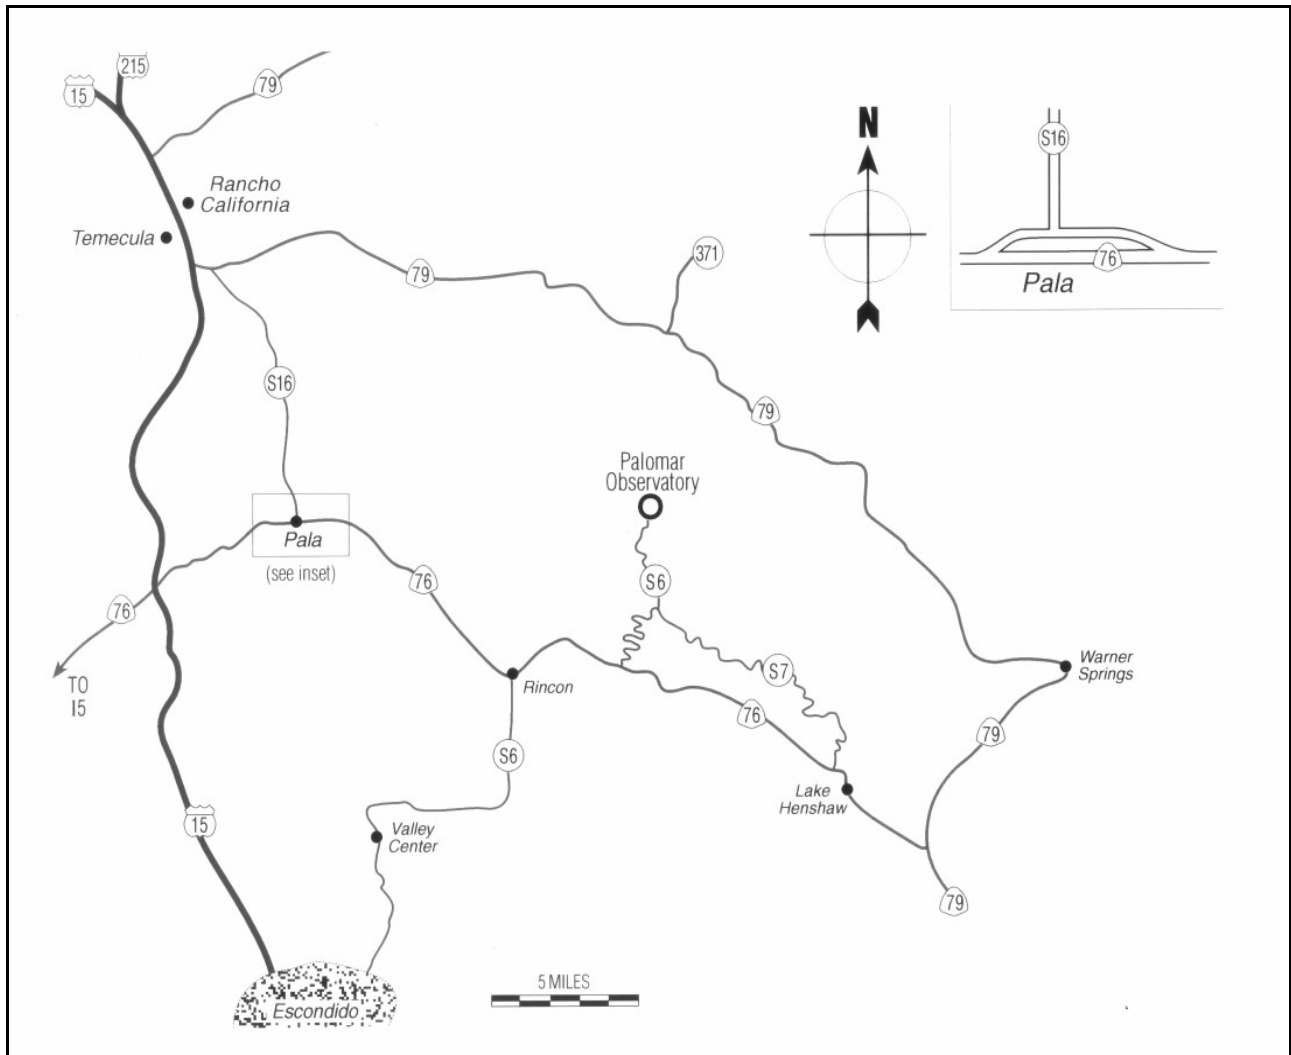 215
15
79
N
S16
Rancho
California
Temecula
371
79
76
Pala
S16
79
Palomar
Observatory
Pala
(see inset)
76
S6
76
TO
I5
Rincon
S7
Warner
Springs
76
79
S6
Lake
Henshaw
15
Valley
Center
79
5 MILES
Escondido